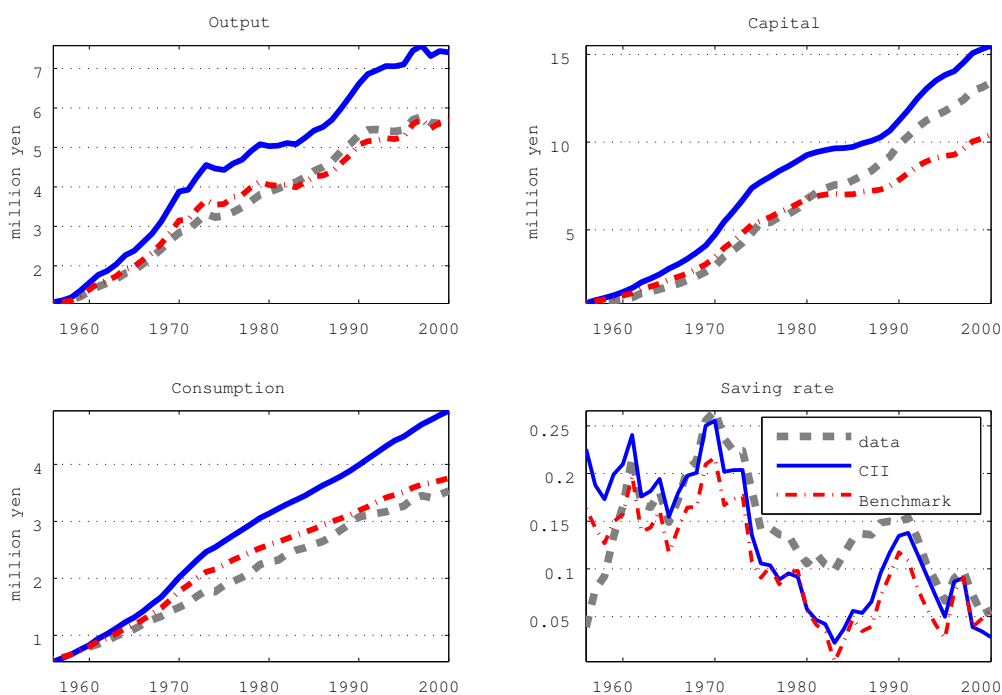 Output
million yen
7
6
5
4
3
2
1960 1970 1980 1990 2000
Capital
million yen
15
10
5
1960 1970 1980 1990 2000
Consumption
million yen
4
3
2
1
1960 1970 1980 1990 2000
Saving rate
0.25
0.2
0.15
0.1
0.05
1960 1970 1980 1990 2000
data
CII
Benchmark